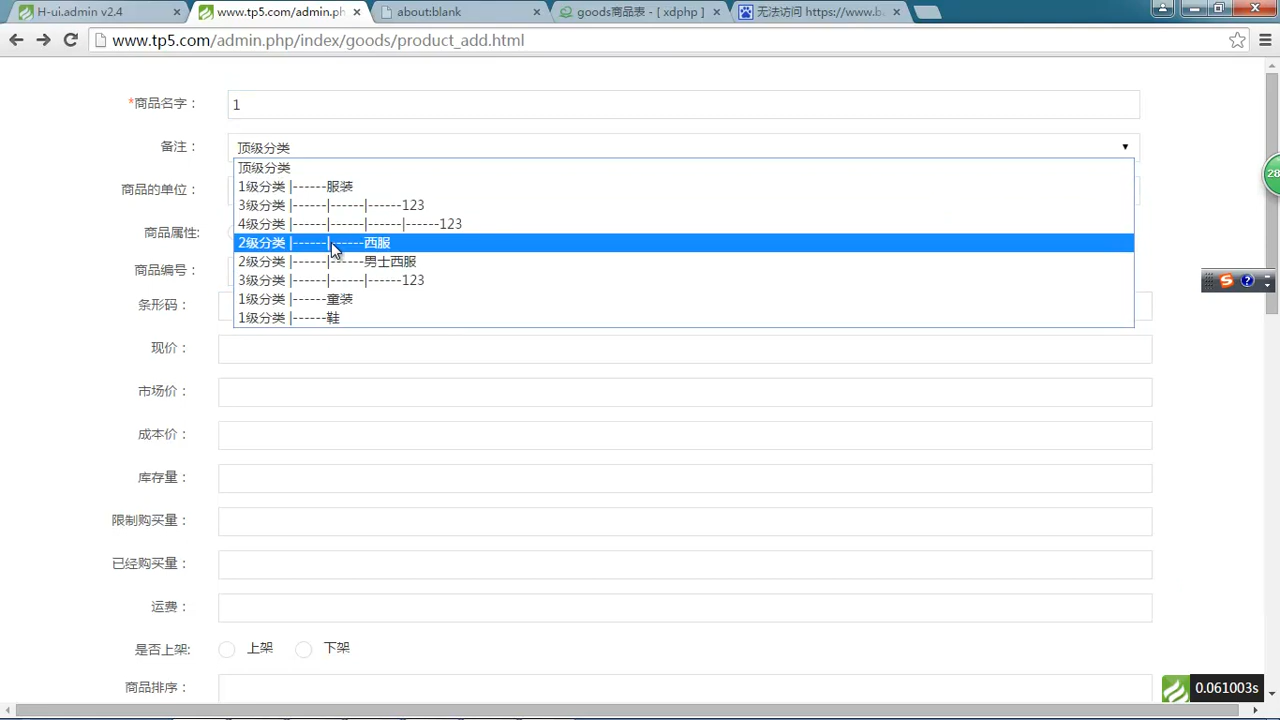 H-ui.admin v2.4
www.tp5.com/admin.ph
about:blank
goods商品表 - [ xdphp ]
无法访问 https://www.b
www.tp5.com/admin.php/index/goods/product_add.html
*商品名字：
1
备注：
顶级分类
顶级分类
1级分类 |------服装
3级分类 |------|------|------123
4级分类 |------|------|------|------123
2级分类 |------|------西服
2级分类 |------|------男士西服
3级分类 |------|------|------123
1级分类 |------童装
1级分类 |------鞋
商品的单位：
商品属性:
商品编号：
条形码：
现价：
市场价：
成本价：
库存量：
限制购买量：
已经购买量：
运费：
是否上架:
上架
下架
商品排序：
28
0.061003s